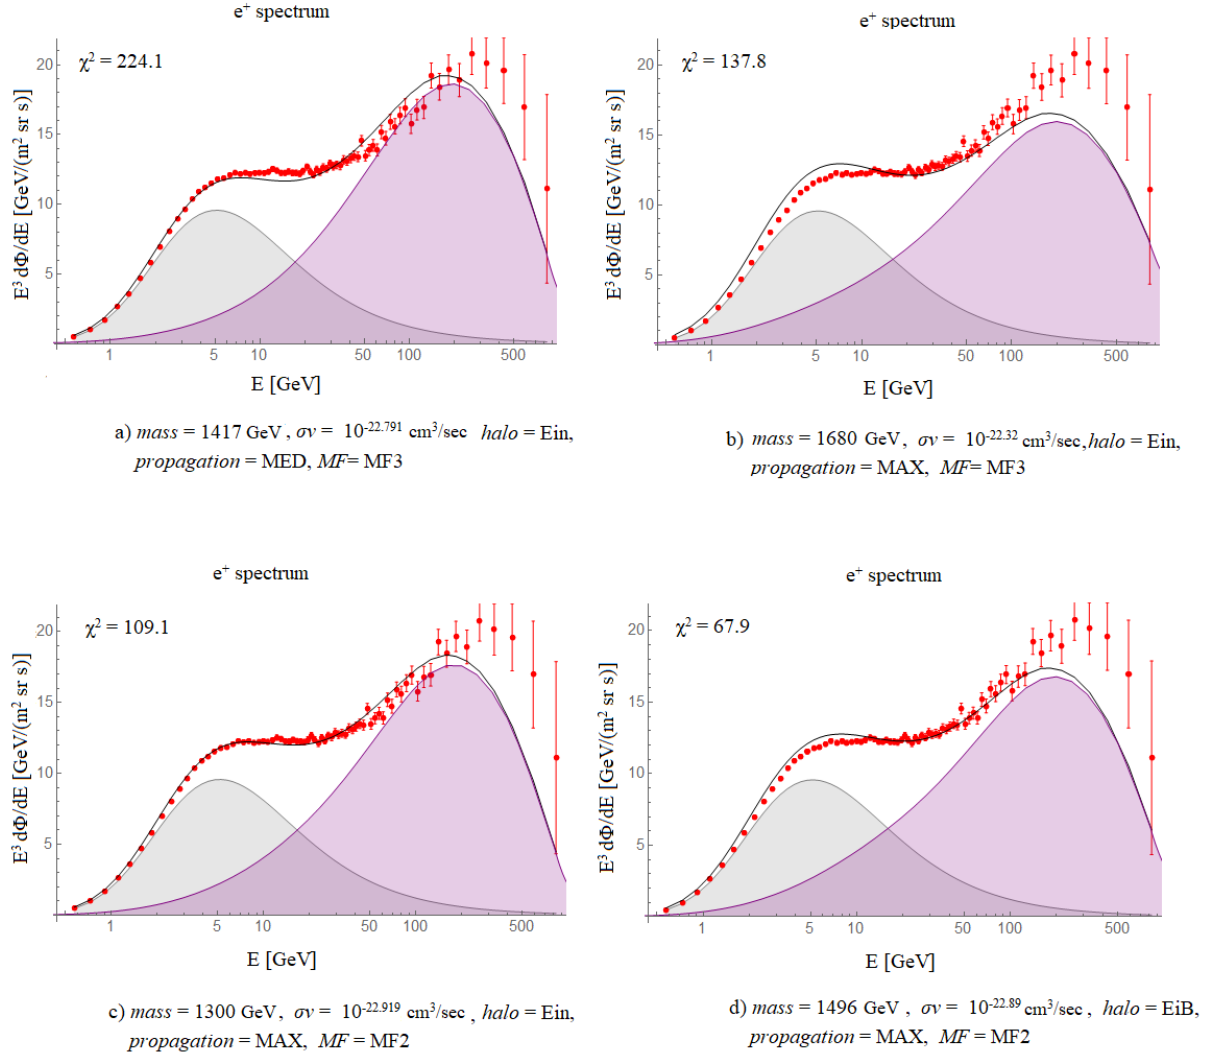 e⁺ spectrum
χ² = 224.1
E³ dΦ/dE [GeV/(m² sr s)]
20
15
10
5
1 5 10 50 100 500
E [GeV]
a) mass = 1417 GeV, σv = 10⁻²²·⁷⁹¹ cm³/sec halo = Ein,
propagation = MED, MF= MF3
e⁺ spectrum
χ² = 137.8
E³ dΦ/dE [GeV/(m² sr s)]
20
15
10
5
1 5 10 50 100 500
E [GeV]
b) mass = 1680 GeV, σv = 10⁻²²·³² cm³/sec, halo = Ein,
propagation = MAX, MF= MF3
e⁺ spectrum
χ² = 109.1
E³ dΦ/dE [GeV/(m² sr s)]
20
15
10
5
1 5 10 50 100 500
E [GeV]
c) mass = 1300 GeV, σv = 10⁻²²·⁹¹⁹ cm³/sec , halo = Ein,
propagation = MAX, MF = MF2
e⁺ spectrum
χ² = 67.9
E³ dΦ/dE [GeV/(m² sr s)]
20
15
10
5
1 5 10 50 100 500
E [GeV]
d) mass = 1496 GeV, σv = 10⁻²²·⁸⁹ cm³/sec , halo = EiB,
propagation = MAX, MF = MF2